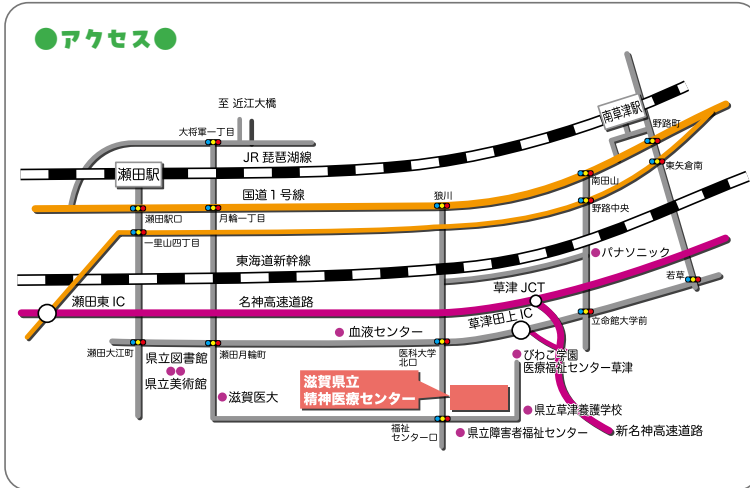 ●アクセス●
至 近江大橋
大将軍一丁目
南草津駅
野路町
JR琵琶湖線
瀬田駅
東矢倉南
南田山
国道1号線
狼川
瀬田駅口
月輪一丁目
野路中央
一里山四丁目
パナソニック
東海道新幹線
若草
草津JCT
瀬田東IC
名神高速道路
草津田上IC
立命館大学前
血液センター
瀬田大江町
県立図書館
県立美術館
瀬田月輪町
医科大学
北口
びわこ学園
医療福祉センター草津
滋賀県立
精神医療センター
滋賀医大
県立草津養護学校
福祉
センター口
県立障害者福祉センター
新名神高速道路